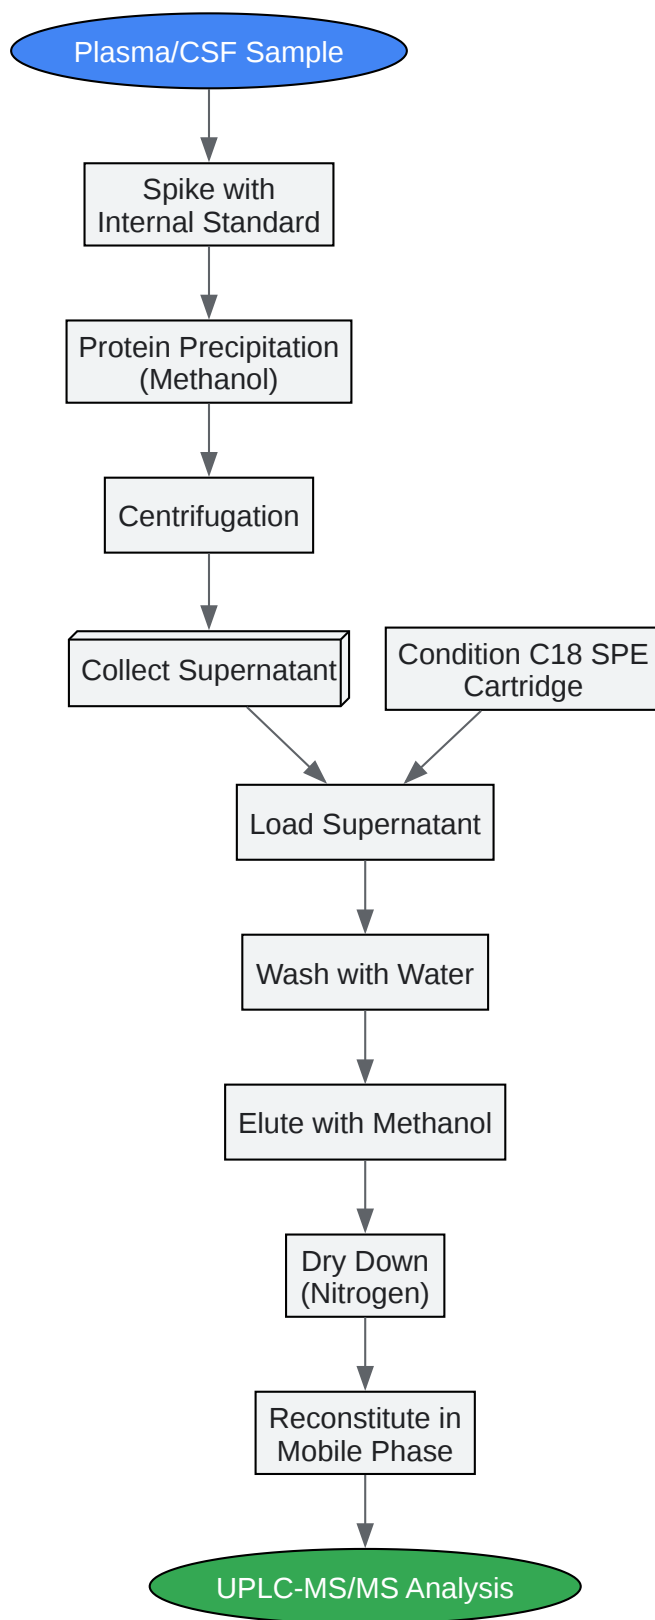 Plasma/CSF Sample
Spike with
Internal Standard
Protein Precipitation
(Methanol)
Centrifugation
Collect Supernatant
Condition C18 SPE
Cartridge
Load Supernatant
Wash with Water
Elute with Methanol
Dry Down
(Nitrogen)
Reconstitute in
Mobile Phase
UPLC-MS/MS Analysis